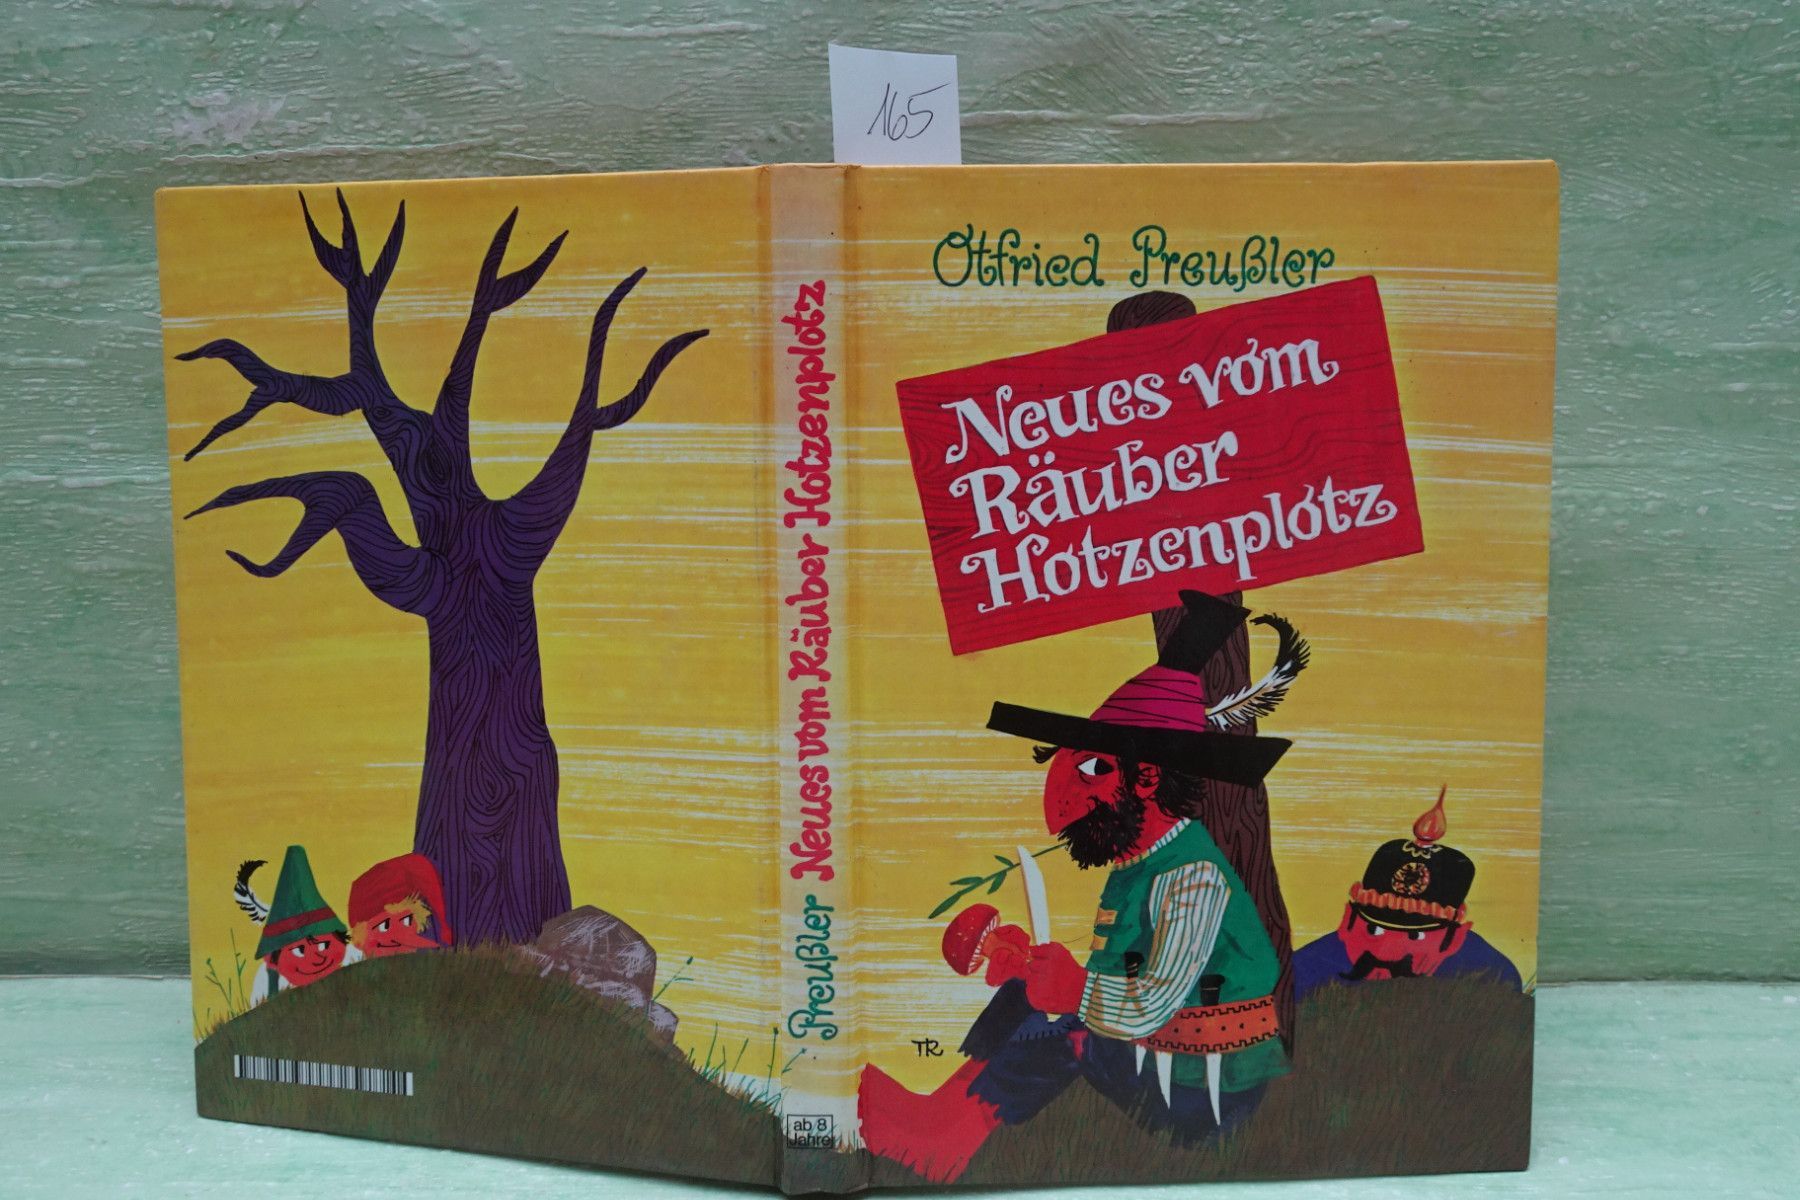 165
Otfried Preußler
Neues vom
Räuber
Hotzenplotz
TR
Preußler Neues vom Räuber Hotzenplotz
ab 8
Jahre